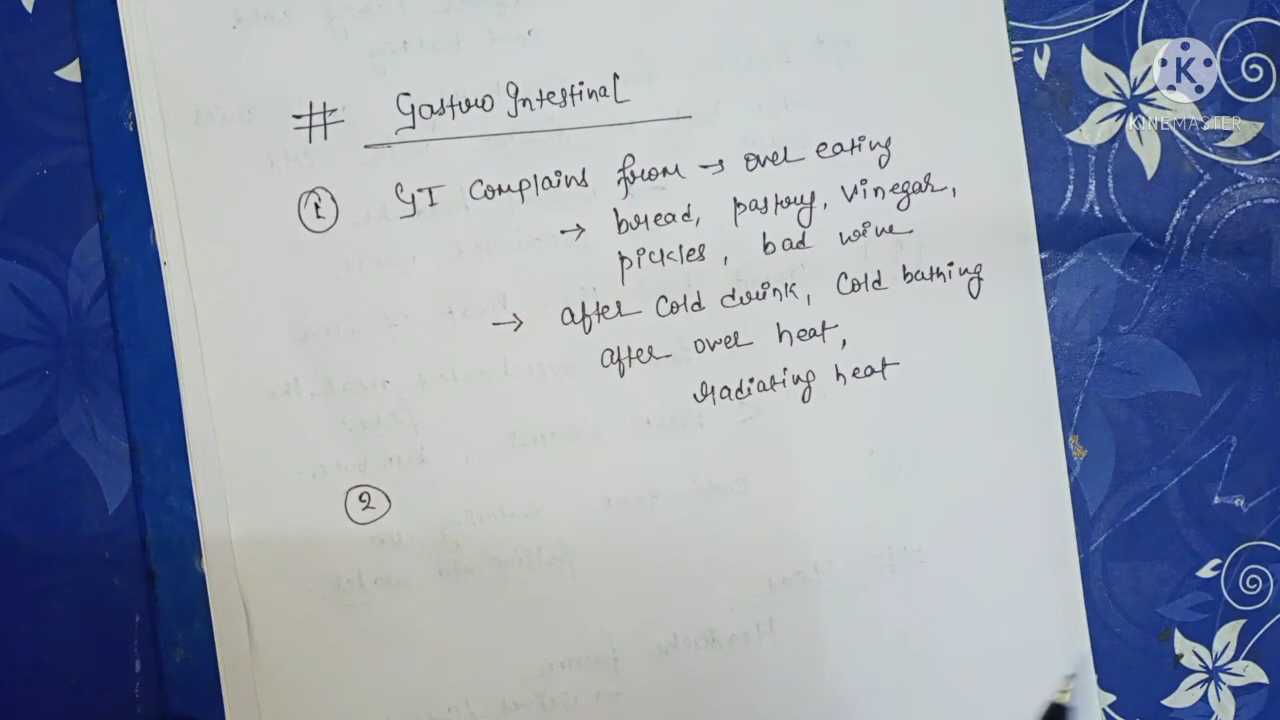 # Gastro Intestinal
1 GI Complains from → over eating
→ bread, pastry, vinegar,
pickles, bad wine
→ after cold drink, cold bathing
after over heat,
radiating heat
2
K
KINEMASTER